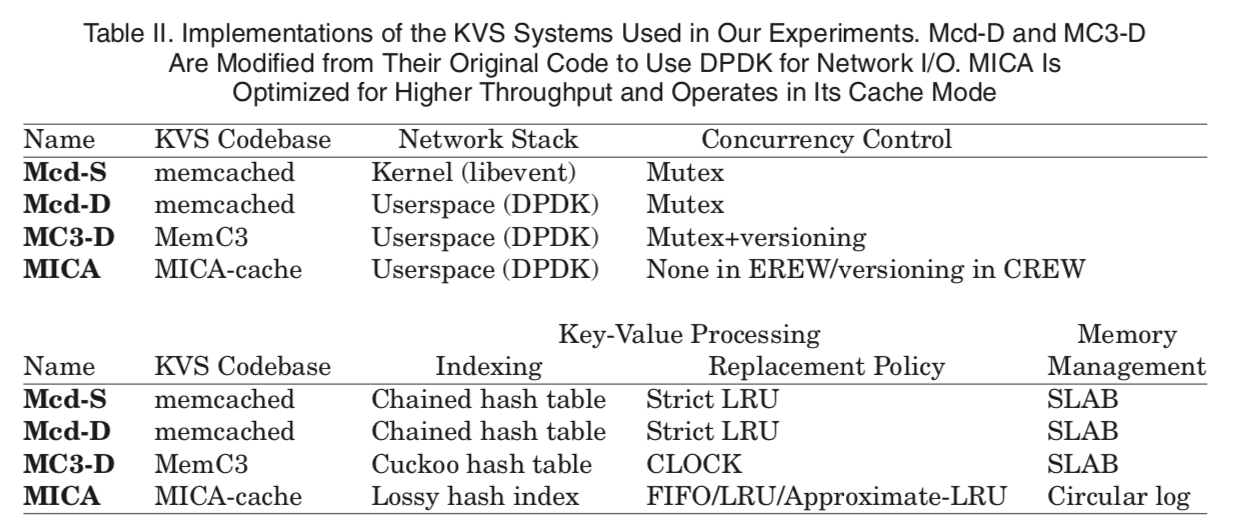 Table II. Implementations of the KVS Systems Used in Our Experiments. Mcd-D and MC3-D
Are Modified from Their Original Code to Use DPDK for Network I/O. MICA Is
Optimized for Higher Throughput and Operates in Its Cache Mode
Name KVS Codebase Network Stack Concurrency Control
Mcd-S memcached Kernel (libevent) Mutex
Mcd-D memcached Userspace (DPDK) Mutex
MC3-D MemC3 Userspace (DPDK) Mutex+versioning
MICA MICA-cache Userspace (DPDK) None in EREW/versioning in CREW
Key-Value Processing Memory
Name KVS Codebase Indexing Replacement Policy Management
Mcd-S memcached Chained hash table Strict LRU SLAB
Mcd-D memcached Chained hash table Strict LRU SLAB
MC3-D MemC3 Cuckoo hash table CLOCK SLAB
MICA MICA-cache Lossy hash index FIFO/LRU/Approximate-LRU Circular log